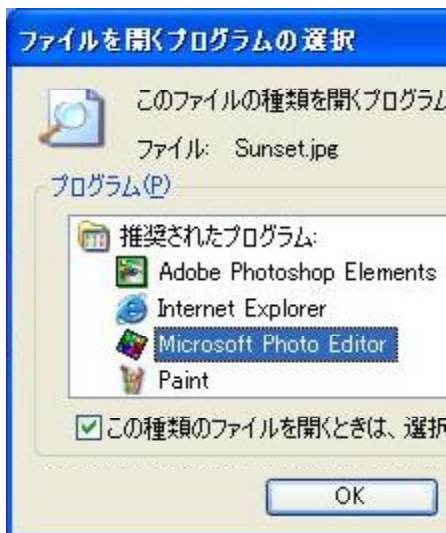 ファイルを開くプログラムの選択
このファイルの種類を開くプログラム
ファイル: Sunset.jpg
プログラム(P)
推奨されたプログラム:
Adobe Photoshop Elements
Internet Explorer
Microsoft Photo Editor
Paint
この種類のファイルを開くときは、選択
OK